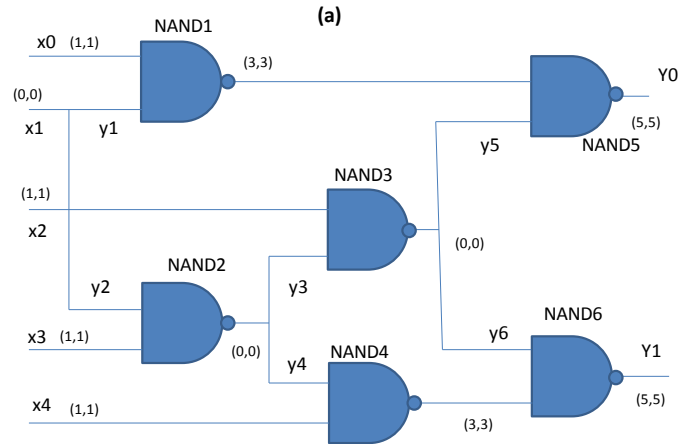 (a)
NAND1
x0 (1,1)
(3,3)
Y0
(0,0)
x1 y1
y5
(5,5)
NAND5
NAND3
(1,1)
x2
(0,0)
NAND2
y2
y3
NAND6
x3 (1,1)
(0,0)
y4
NAND4
y6
Y1
x4 (1,1)
(3,3)
(5,5)